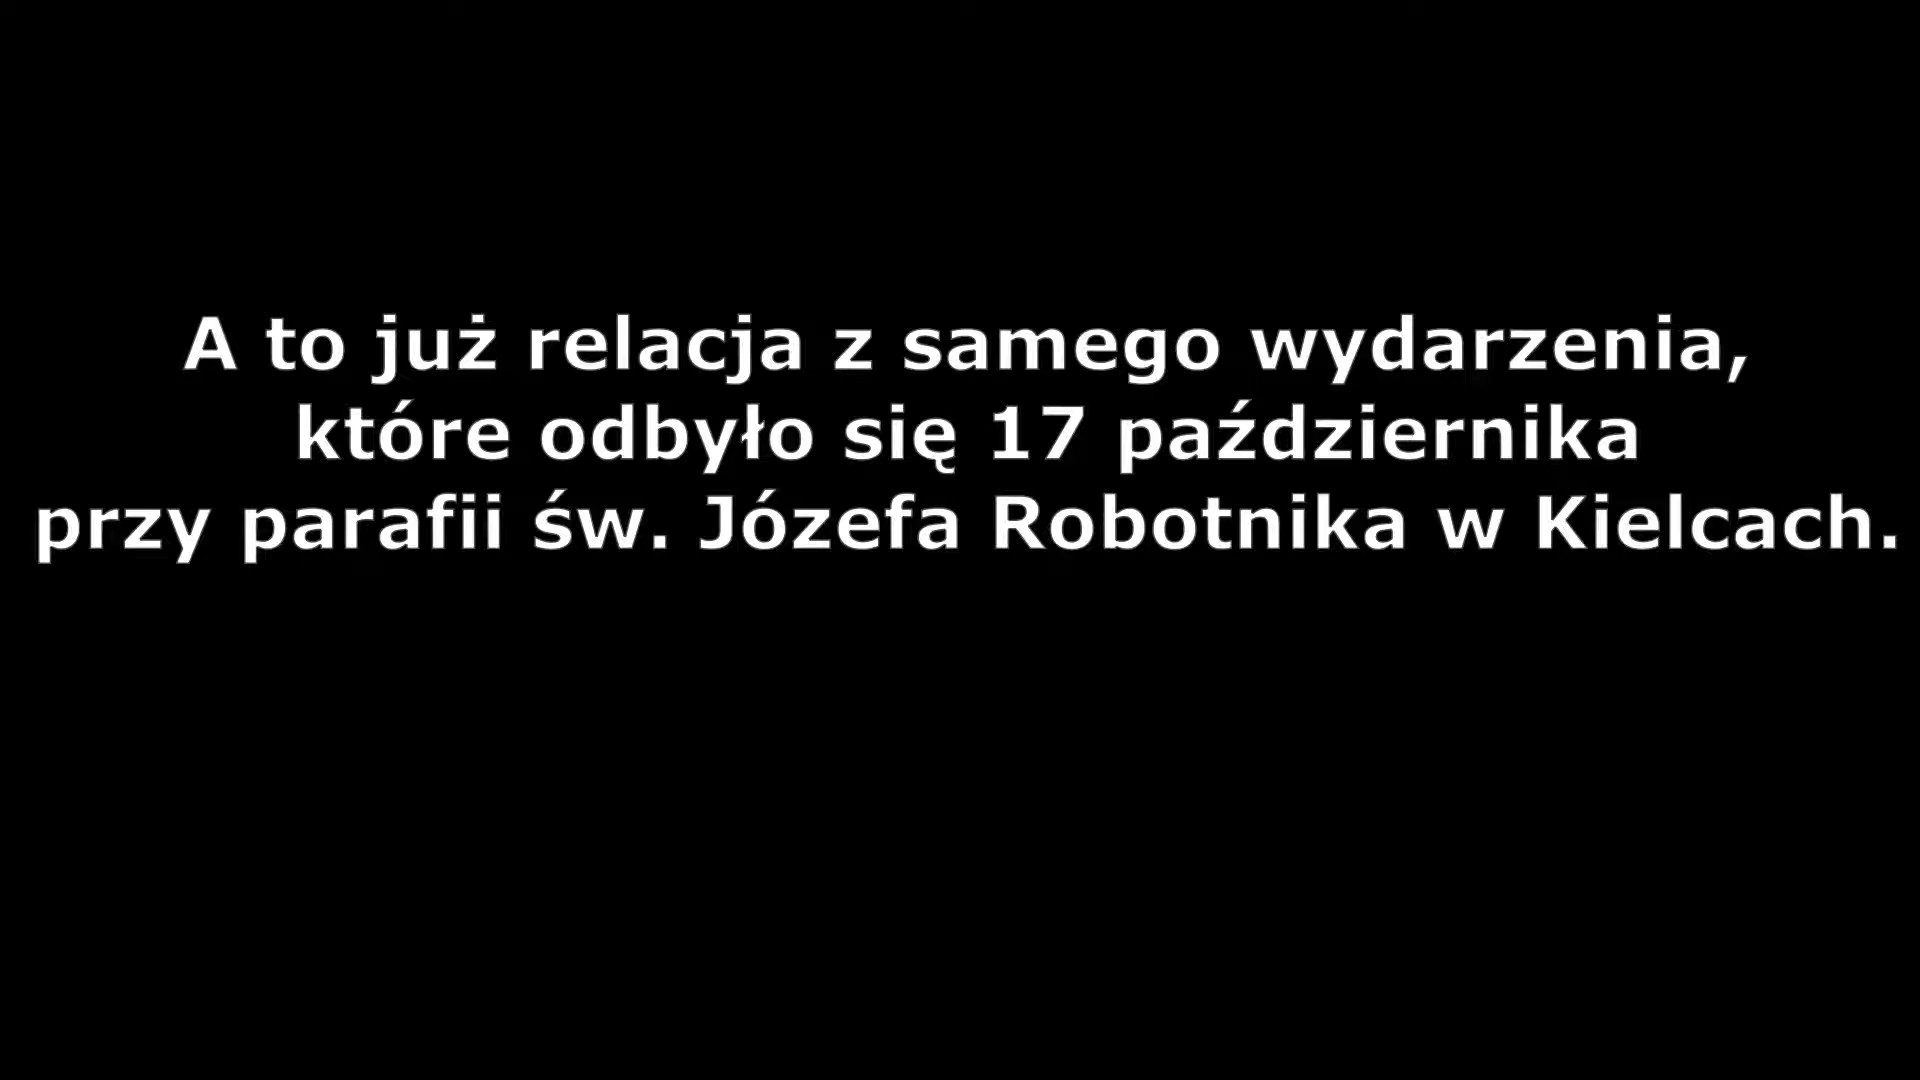 A to już relacja z samego wydarzenia,
które odbyło się 17 października
przy parafii św. Józefa Robotnika w Kielcach.